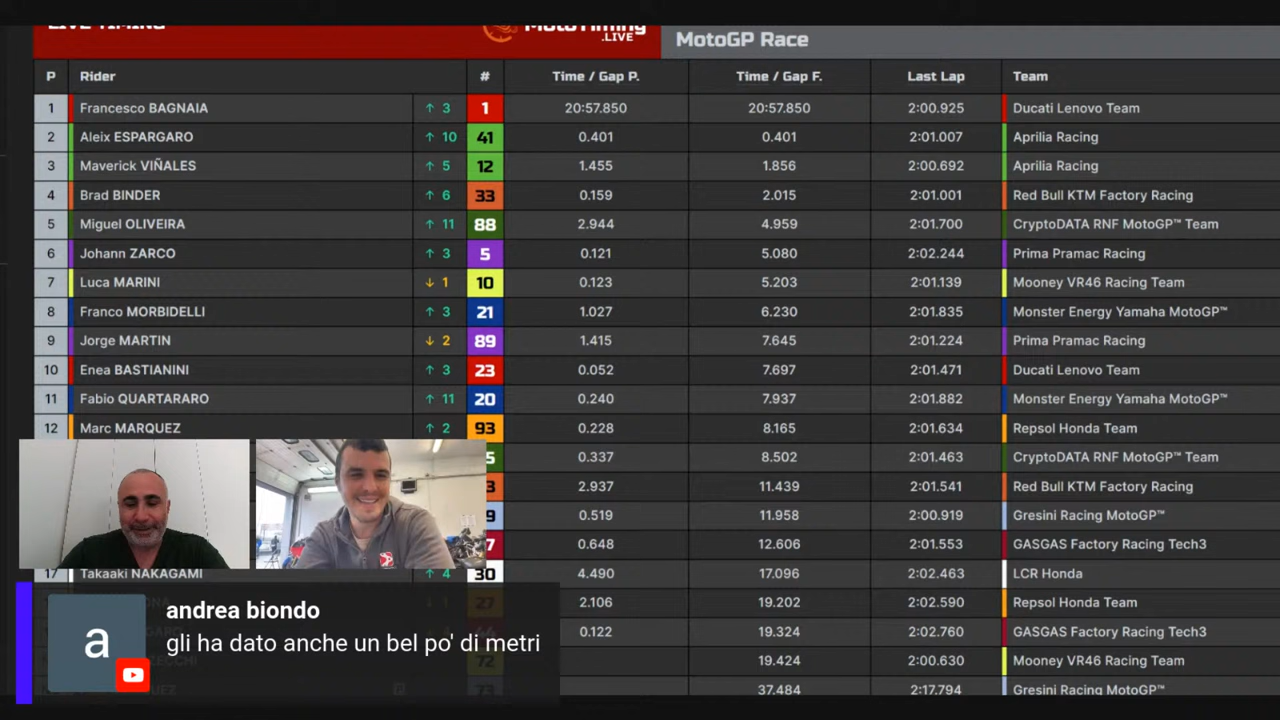 LIVE TIMING
MotoTiming
.LIVE
MotoGP Race
P Rider # Time / Gap P. Time / Gap F. Last Lap Team
1 Francesco BAGNAIA ↑ 3 1 20:57.850 20:57.850 2:00.925 Ducati Lenovo Team
2 Aleix ESPARGARO ↑ 10 41 0.401 0.401 2:01.007 Aprilia Racing
3 Maverick VIÑALES ↑ 5 12 1.455 1.856 2:00.692 Aprilia Racing
4 Brad BINDER ↑ 6 33 0.159 2.015 2:01.001 Red Bull KTM Factory Racing
5 Miguel OLIVEIRA ↑ 11 88 2.944 4.959 2:01.700 CryptoDATA RNF MotoGP™ Team
6 Johann ZARCO ↑ 3 5 0.121 5.080 2:02.244 Prima Pramac Racing
7 Luca MARINI ↓ 1 10 0.123 5.203 2:01.139 Mooney VR46 Racing Team
8 Franco MORBIDELLI ↑ 3 21 1.027 6.230 2:01.835 Monster Energy Yamaha MotoGP™
9 Jorge MARTIN ↓ 2 89 1.415 7.645 2:01.224 Prima Pramac Racing
10 Enea BASTIANINI ↑ 3 23 0.052 7.697 2:01.471 Ducati Lenovo Team
11 Fabio QUARTARARO ↑ 11 20 0.240 7.937 2:01.882 Monster Energy Yamaha MotoGP™
12 Marc MARQUEZ ↑ 2 93 0.228 8.165 2:01.634 Repsol Honda Team
5 0.337 8.502 2:01.463 CryptoDATA RNF MotoGP™ Team
3 2.937 11.439 2:01.541 Red Bull KTM Factory Racing
9 0.519 11.958 2:00.919 Gresini Racing MotoGP™
7 0.648 12.606 2:01.553 GASGAS Factory Racing Tech3
17 Takaaki NAKAGAMI ↑ 4 30 4.490 17.096 2:02.463 LCR Honda
27 2.106 19.202 2:02.590 Repsol Honda Team
0.122 19.324 2:02.760 GASGAS Factory Racing Tech3
72 19.424 2:00.630 Mooney VR46 Racing Team
73 37.484 2:17.794 Gresini Racing MotoGP™
a
andrea biondo
gli ha dato anche un bel po' di metri